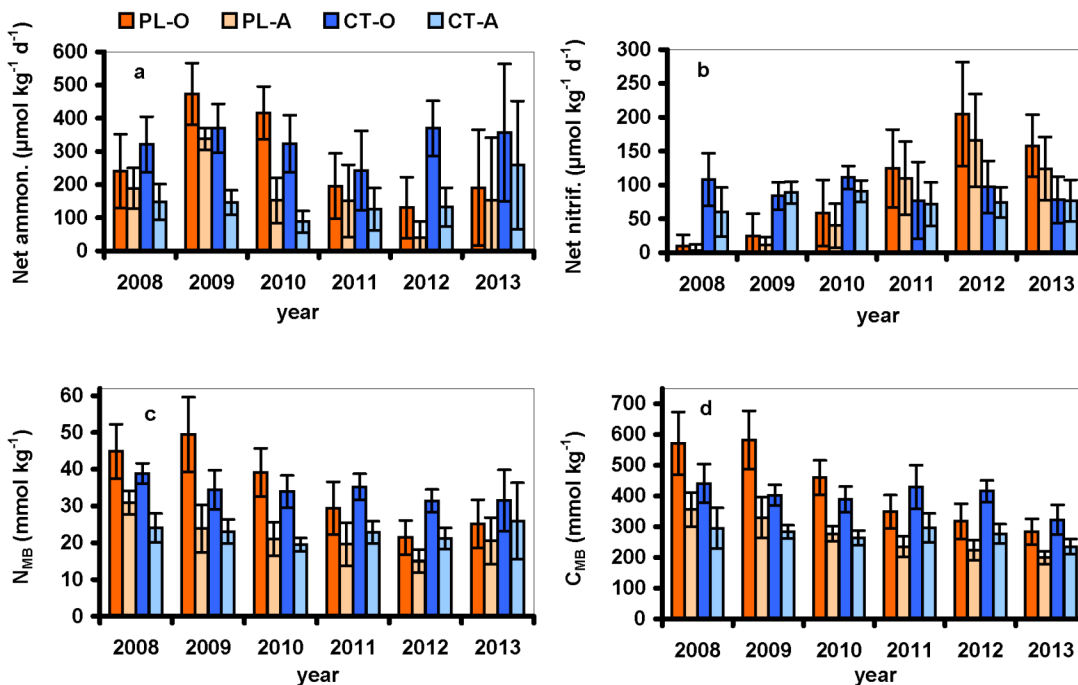 PL-O PL-A CT-O CT-A
a
Net ammon. (µmol kg⁻¹ d⁻¹)
600
500
400
300
200
100
0
2008 2009 2010 2011 2012 2013
year
b
Net nitrif. (µmol kg⁻¹ d⁻¹)
300
250
200
150
100
50
0
2008 2009 2010 2011 2012 2013
year
c
N_MB (mmol kg⁻¹)
60
50
40
30
20
10
0
2008 2009 2010 2011 2012 2013
year
d
C_MB (mmol kg⁻¹)
700
600
500
400
300
200
100
0
2008 2009 2010 2011 2012 2013
year